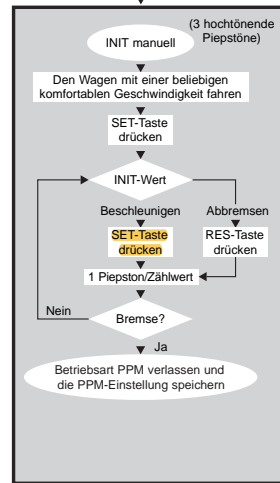 INIT manuell
(3 hochtönende
Piepstöne)
Den Wagen mit einer beliebigen
komfortablen Geschwindigkeit fahren
SET-Taste
drücken
INIT-Wert
Beschleunigen
Abbremsen
SET-Taste
drücken
RES-Taste
drücken
1 Piepston/Zählwert
Nein
Bremse?
Ja
Betriebsart PPM verlassen und
die PPM-Einstellung speichern